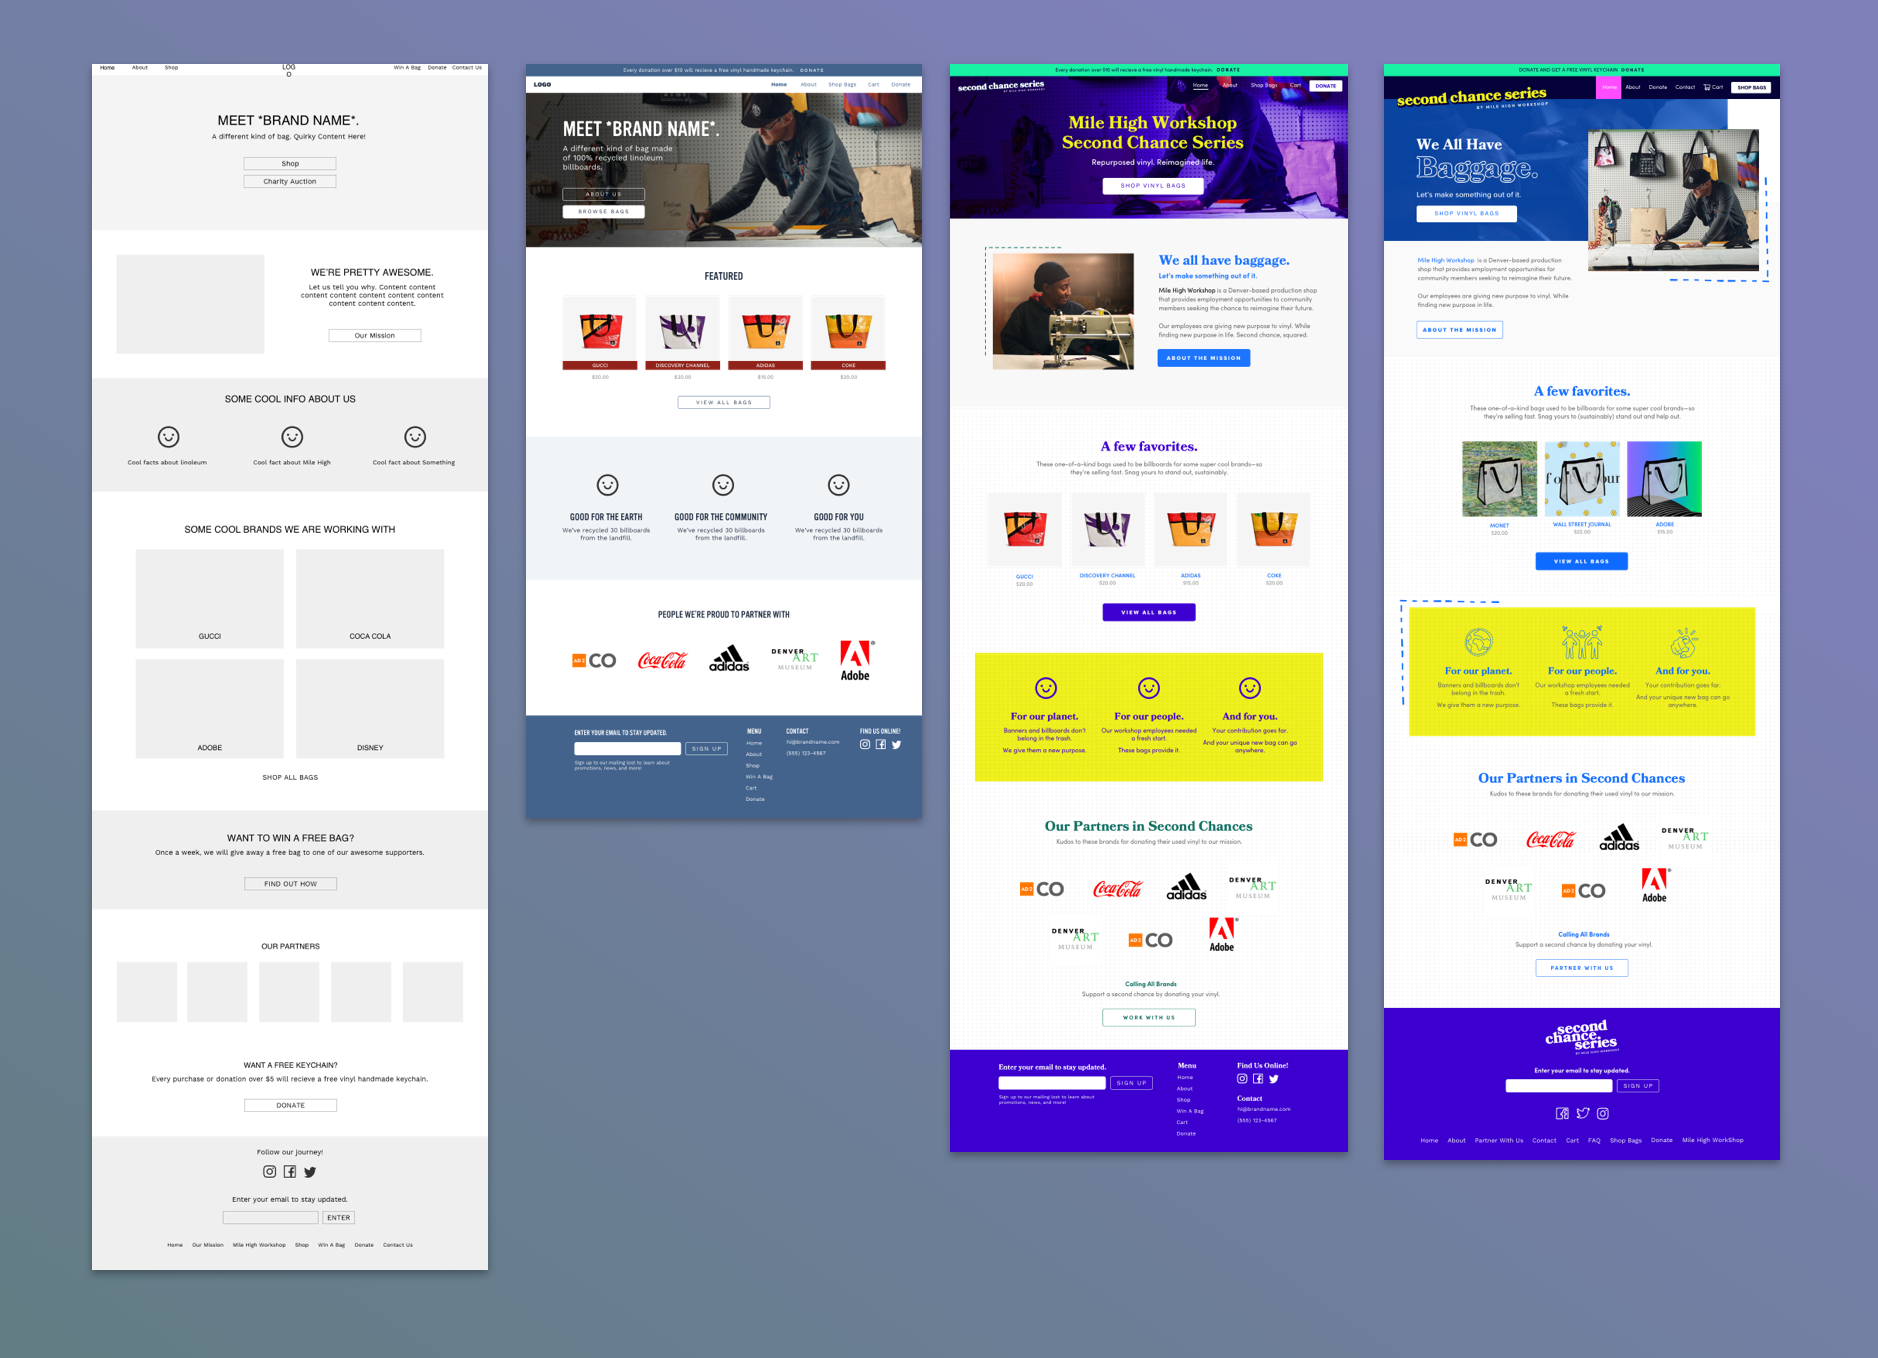 Home About Shop LOG
O
Win A Bag Donate Contact Us
MEET *BRAND NAME*.
A different kind of bag. Quirky Content Here!
Shop
Charity Auction
WE'RE PRETTY AWESOME.
Let us tell you why. Content content
content content content content content
content content content.
Our Mission
SOME COOL INFO ABOUT US
Cool facts about linoleum
Cool fact about Mile High
Cool fact about Something
SOME COOL BRANDS WE ARE WORKING WITH
GUCCI
COCA COLA
ADOBE
DISNEY
SHOP ALL BAGS
WANT TO WIN A FREE BAG?
Once a week, we will give away a free bag to one of our awesome supporters.
FIND OUT HOW
OUR PARTNERS
WANT A FREE KEYCHAIN?
Every purchase or donation over $5 will recieve a free vinyl handmade keychain.
DONATE
Follow our journey!
Enter your email to stay updated.
ENTER
Home Our Mission Mile High Workshop Shop Win A Bag Donate Contact Us
Every donation over $10 will recieve a free vinyl handmade keychain. DONATE
LOGO Home About Shop Bags Cart Donate
MEET *BRAND NAME*.
A different kind of bag made
of 100% recycled linoleum
billboards.
ABOUT US
BROWSE BAGS
FEATURED
GUCCI
DISCOVERY CHANNEL
ADIDAS
COKE
$20.00
$20.00
$15.00
$20.00
VIEW ALL BAGS
GOOD FOR THE EARTH
We've recycled 30 billboards
from the landfill.
GOOD FOR THE COMMUNITY
We've recycled 30 billboards
from the landfill.
GOOD FOR YOU
We've recycled 30 billboards
from the landfill.
PEOPLE WE'RE PROUD TO PARTNER WITH
AD2 CO
Coca-Cola
adidas
DENVER
ART
MUSEUM
Adobe
ENTER YOUR EMAIL TO STAY UPDATED.
SIGN UP
Sign up to our mailing lost to learn about
promotions, news, and more!
MENU
Home
About
Shop
Win A Bag
Cart
Donate
CONTACT
hi@brandname.com
(555) 123-4567
FIND US ONLINE!
Every donation over $10 will recieve a free vinyl handmade keychain. DONATE
second chance series
BY MILE HIGH WORKSHOP
Home About Shop Bags Cart DONATE
Mile High Workshop
Second Chance Series
Repurposed vinyl. Reimagined life.
SHOP VINYL BAGS
We all have baggage.
Let's make something out of it.
Mile High Workshop is a Denver-based production shop
that provides employment opportunities to community
members seeking the chance to reimagine their future.
Our employees are giving new purpose to vinyl. While
finding new purpose in life. Second chance, squared.
ABOUT THE MISSION
A few favorites.
These one-of-a-kind bags used to be billboards for some super cool brands—so
they're selling fast. Snag yours to stand out, sustainably.
GUCCI
$20.00
DISCOVERY CHANNEL
$20.00
ADIDAS
$15.00
COKE
$20.00
VIEW ALL BAGS
For our planet.
Banners and billboards don't
belong in the trash.
We give them a new purpose.
For our people.
Our workshop employees needed
a fresh start.
These bags provide it.
And for you.
Your contribution goes far.
And your unique new bag can go
anywhere.
Our Partners in Second Chances
Kudos to these brands for donating their used vinyl to our mission.
AD2 CO
Coca-Cola
adidas
DENVER
ART
MUSEUM
DENVER
ART
MUSEUM
AD2 CO
Adobe
Calling All Brands
Support a second chance by donating your vinyl.
WORK WITH US
Enter your email to stay updated.
SIGN UP
Sign up to our mailing lost to learn about
promotions, news, and more!
Menu
Home
About
Shop
Win A Bag
Cart
Donate
Find Us Online!
Contact
hi@brandname.com
(555) 123-4567
DONATE AND GET A FREE VINYL KEYCHAIN DONATE
second chance series
BY MILE HIGH WORKSHOP
Home About Donate Contact Cart SHOP BAGS
We All Have
Baggage.
Let's make something out of it.
SHOP VINYL BAGS
Mile High Workshop is a Denver-based production
shop that provides employment opportunities for
community members seeking to reimagine their future.
Our employees are giving new purpose to vinyl. While
finding new purpose in life.
ABOUT THE MISSION
A few favorites.
These one-of-a-kind bags used to be billboards for some super cool brands—so
they're selling fast. Snag yours to (sustainably) stand out and help out.
MONET
$20.00
WALL STREET JOURNAL
$20.00
ADOBE
$15.00
VIEW ALL BAGS
For our planet.
Banners and billboards don't
belong in the trash.
We give them a new purpose.
For our people.
Our workshop employees needed
a fresh start.
These bags provide it.
And for you.
Your contribution goes far.
And your unique new bag can go
anywhere.
Our Partners in Second Chances
Kudos to these brands for donating their used vinyl to our mission.
AD2 CO
Coca-Cola
adidas
DENVER
ART
MUSEUM
DENVER
ART
MUSEUM
AD2 CO
Adobe
Calling All Brands
Support a second chance by donating your vinyl.
PARTNER WITH US
second
chance
series
BY MILE HIGH WORKSHOP
Enter your email to stay updated.
SIGN UP
Home About Partner With Us Contact Cart FAQ Shop Bags Donate Mile High WorkShop